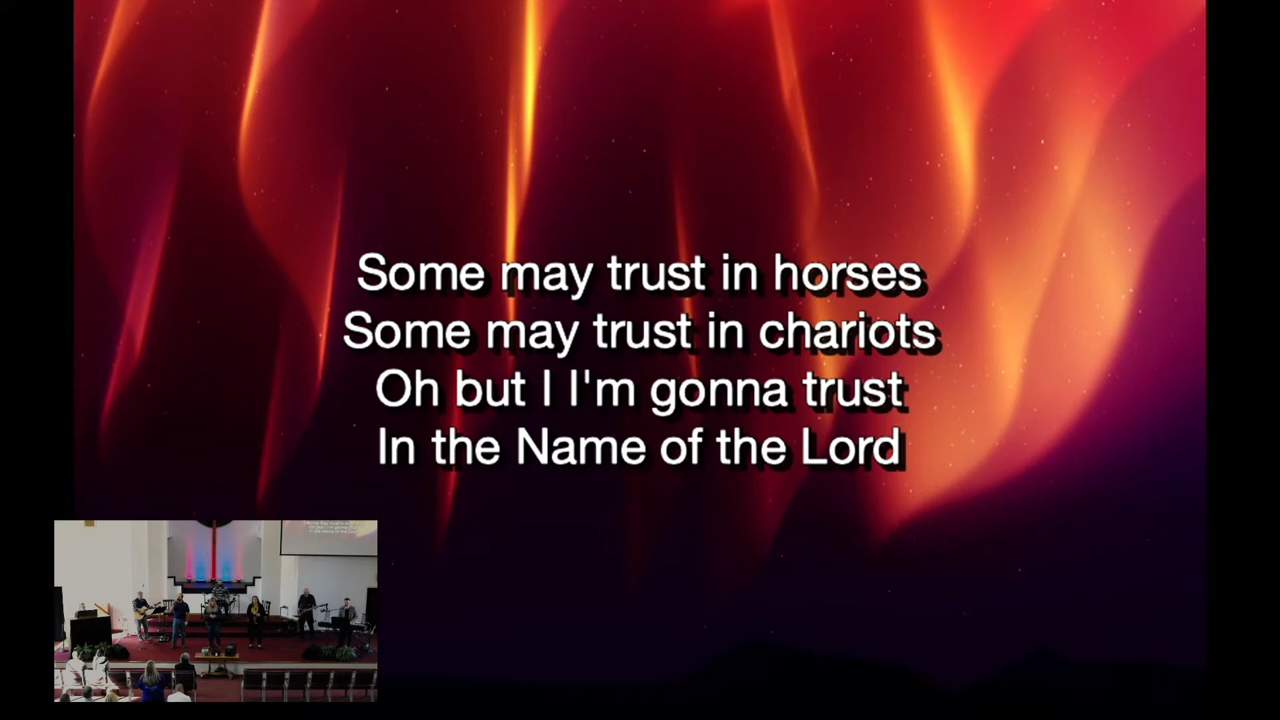 Some may trust in horses
Some may trust in chariots
Oh but I I'm gonna trust
In the Name of the Lord